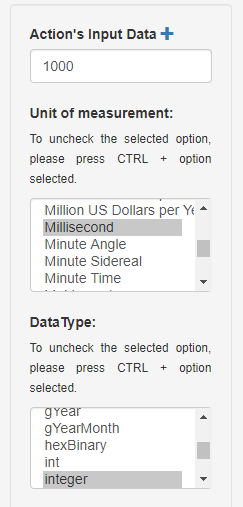 Action's Input Data +
1000
Unit of measurement:
To uncheck the selected option,
please press CTRL + option
selected.
Million US Dollars per Ye
Millisecond
Minute Angle
Minute Sidereal
Minute Time
DataType:
To uncheck the selected option,
please press CTRL + option
selected.
gYear
gYearMonth
hexBinary
int
integer